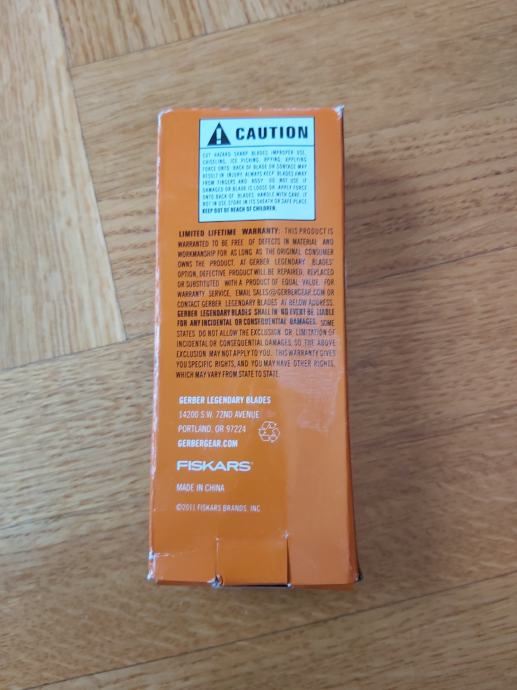 CAUTION
CUT HAZARD. SHARP BLADES. IMPROPER USE,
CHISELING, ICE PICKING, PRYING, APPLYING
FORCE ONTO BACK OF BLADE OR SURFACE MAY
RESULT IN INJURY. ALWAYS KEEP BLADES AWAY
FROM FINGERS AND BODY. DO NOT USE IF
DAMAGED OR BLADE IS LOOSE OR APPLY FORCE
ONTO BACK OF BLADES. HANDLE WITH CARE. IF
NOT IN USE, STORE IN ITS SHEATH OR SAFE PLACE.
KEEP OUT OF REACH OF CHILDREN.
LIMITED LIFETIME WARRANTY: THIS PRODUCT IS
WARRANTED TO BE FREE OF DEFECTS IN MATERIAL AND
WORKMANSHIP FOR AS LONG AS THE ORIGINAL CONSUMER
OWNS THE PRODUCT. AT GERBER LEGENDARY BLADES'
OPTION, DEFECTIVE PRODUCT WILL BE REPAIRED, REPLACED
OR SUBSTITUTED WITH A PRODUCT OF EQUAL VALUE. FOR
WARRANTY SERVICE, EMAIL SALES@GERBERGEAR.COM OR
CONTACT GERBER LEGENDARY BLADES AT BELOW ADDRESS.
GERBER LEGENDARY BLADES SHALL IN NO EVENT BE LIABLE
FOR ANY INCIDENTAL OR CONSEQUENTIAL DAMAGES. SOME
STATES DO NOT ALLOW THE EXCLUSION OR LIMITATION OF
INCIDENTAL OR CONSEQUENTIAL DAMAGES, SO THE ABOVE
EXCLUSION MAY NOT APPLY TO YOU. THIS WARRANTY GIVES
YOU SPECIFIC RIGHTS, AND YOU MAY HAVE OTHER RIGHTS,
WHICH MAY VARY FROM STATE TO STATE.
GERBER LEGENDARY BLADES
14200 S.W. 72ND AVENUE
PORTLAND, OR 97224
GERBERGEAR.COM
FISKARS
MADE IN CHINA
©2011 FISKARS BRANDS, INC.